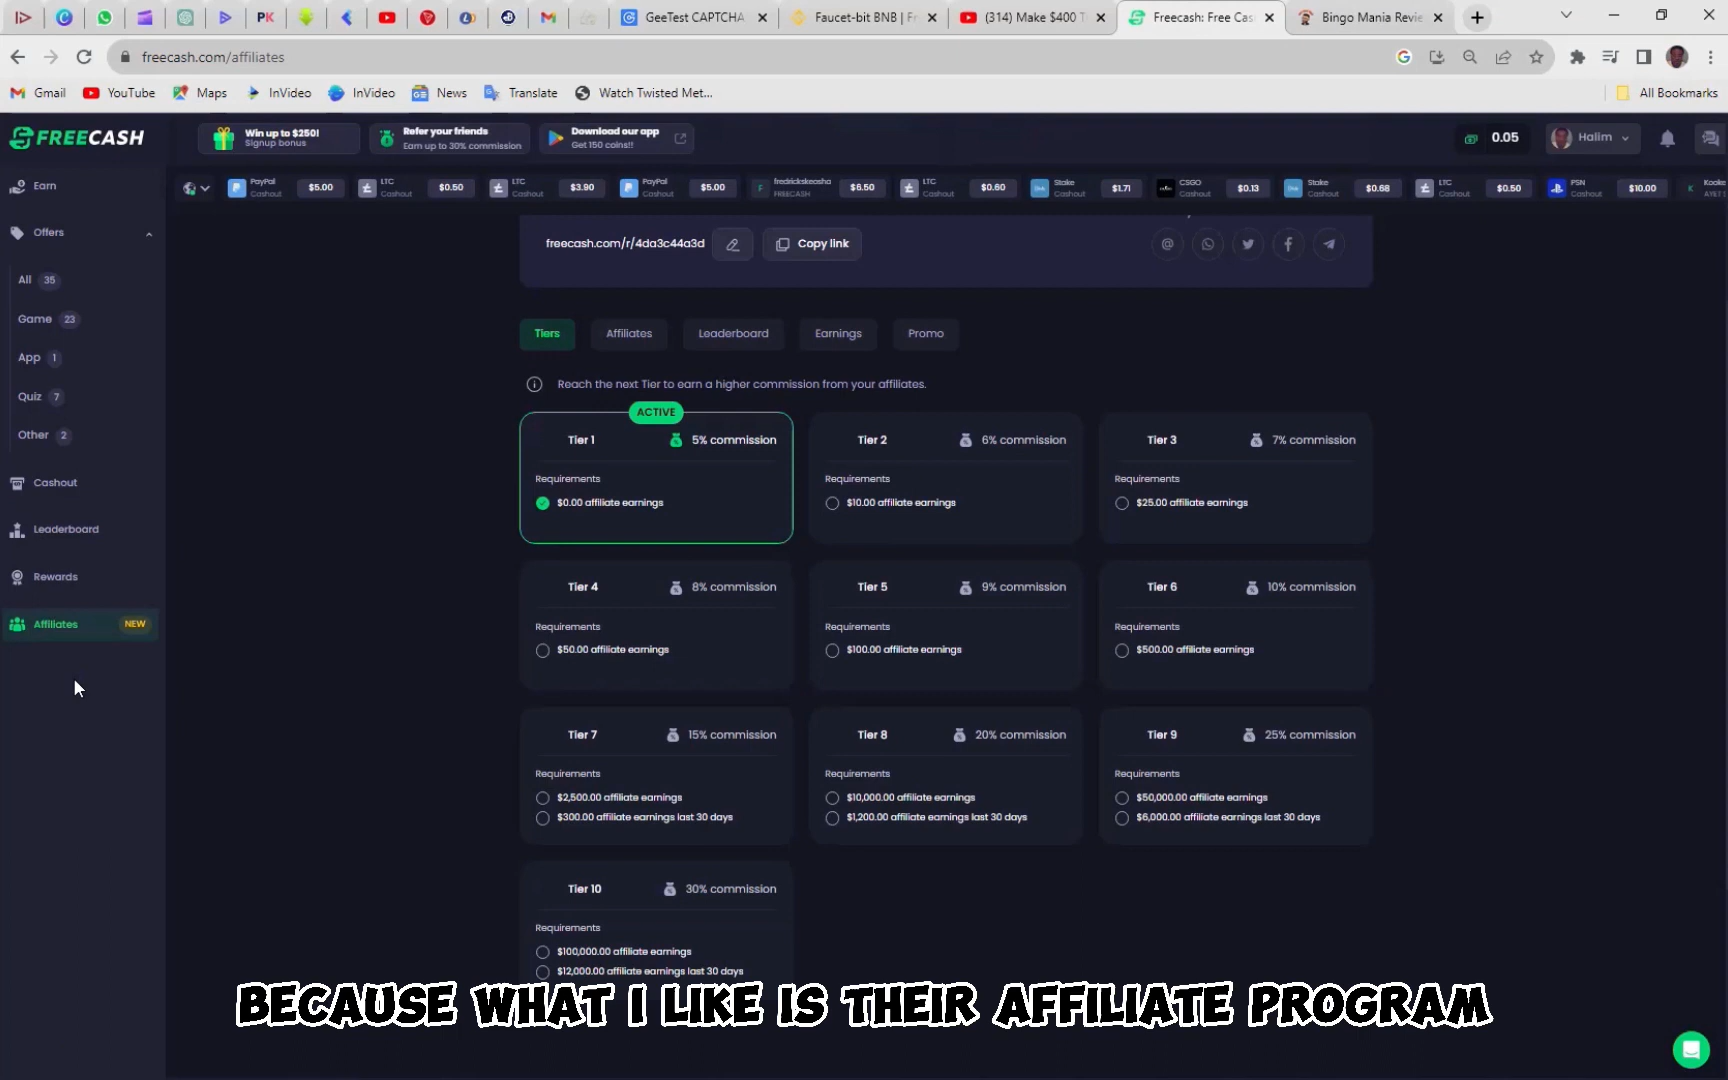 GeeTest CAPTCHA
Faucet-bit BNB | Fr
(314) Make $400 T
Freecash: Free Cas
Bingo Mania Revie
freecash.com/affiliates
Gmail
YouTube
Maps
InVideo
InVideo
News
Translate
Watch Twisted Met...
All Bookmarks
FREECASH
Win up to $250!
Signup bonus
Refer your friends
Earn up to 30% commission
Download our app
Get 150 coins!!
0.05
Halim
PayPal
Cashout
$5.00
LTC
Cashout
$0.50
LTC
Cashout
$3.90
PayPal
Cashout
$5.00
fredrickskeasha
FREECASH
$6.50
LTC
Cashout
$0.60
Stake
Cashout
$1.71
CSGO
Cashout
$0.13
Stake
Cashout
$0.68
LTC
Cashout
$0.50
PSN
Cashout
$10.00
Earn
Offers
All 35
Game 23
App 1
Quiz 7
Other 2
Cashout
Leaderboard
Rewards
Affiliates NEW
freecash.com/r/4da3c44a3d
Copy link
Tiers
Affiliates
Leaderboard
Earnings
Promo
Reach the next Tier to earn a higher commission from your affiliates.
ACTIVE
Tier 1 5% commission
Requirements
$0.00 affiliate earnings
Tier 2 6% commission
Requirements
$10.00 affiliate earnings
Tier 3 7% commission
Requirements
$25.00 affiliate earnings
Tier 4 8% commission
Requirements
$50.00 affiliate earnings
Tier 5 9% commission
Requirements
$100.00 affiliate earnings
Tier 6 10% commission
Requirements
$500.00 affiliate earnings
Tier 7 15% commission
Requirements
$2,500.00 affiliate earnings
$300.00 affiliate earnings last 30 days
Tier 8 20% commission
Requirements
$10,000.00 affiliate earnings
$1,200.00 affiliate earnings last 30 days
Tier 9 25% commission
Requirements
$50,000.00 affiliate earnings
$6,000.00 affiliate earnings last 30 days
Tier 10 30% commission
Requirements
$100,000.00 affiliate earnings
$12,000.00 affiliate earnings last 30 days
BECAUSE WHAT I LIKE IS THEIR AFFILIATE PROGRAM